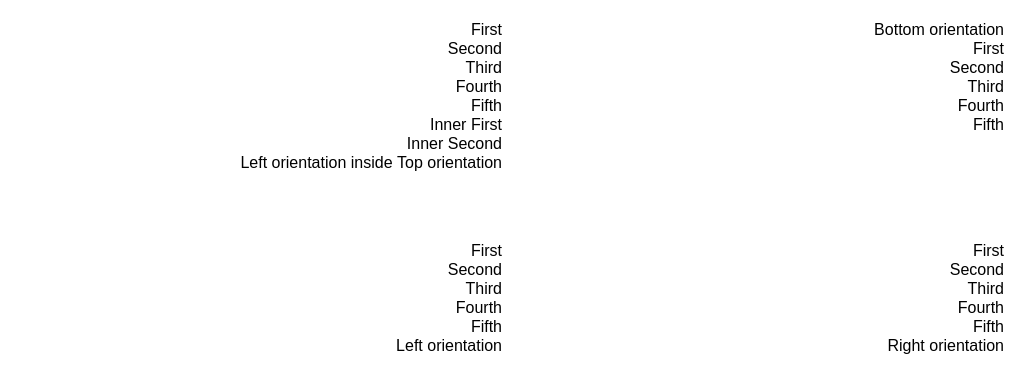 First
Second
Third
Fourth
Fifth
Inner First
Inner Second
Left orientation inside Top orientation
Bottom orientation
First
Second
Third
Fourth
Fifth
First
Second
Third
Fourth
Fifth
Left orientation
First
Second
Third
Fourth
Fifth
Right orientation